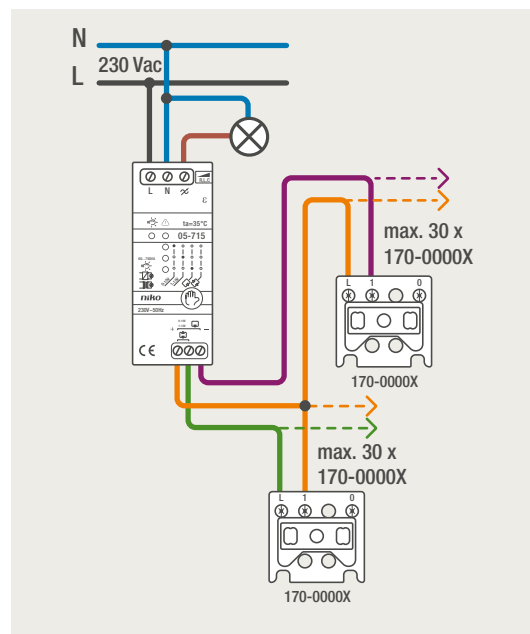 N
L 230 Vac
R,L,C
L N
ε
ta=35°C
05-715
niko
230V~50Hz
+ -
CE
max. 30 x
170-0000X
L 1 0
170-0000X
max. 30 x
170-0000X
L 1 0
170-0000X